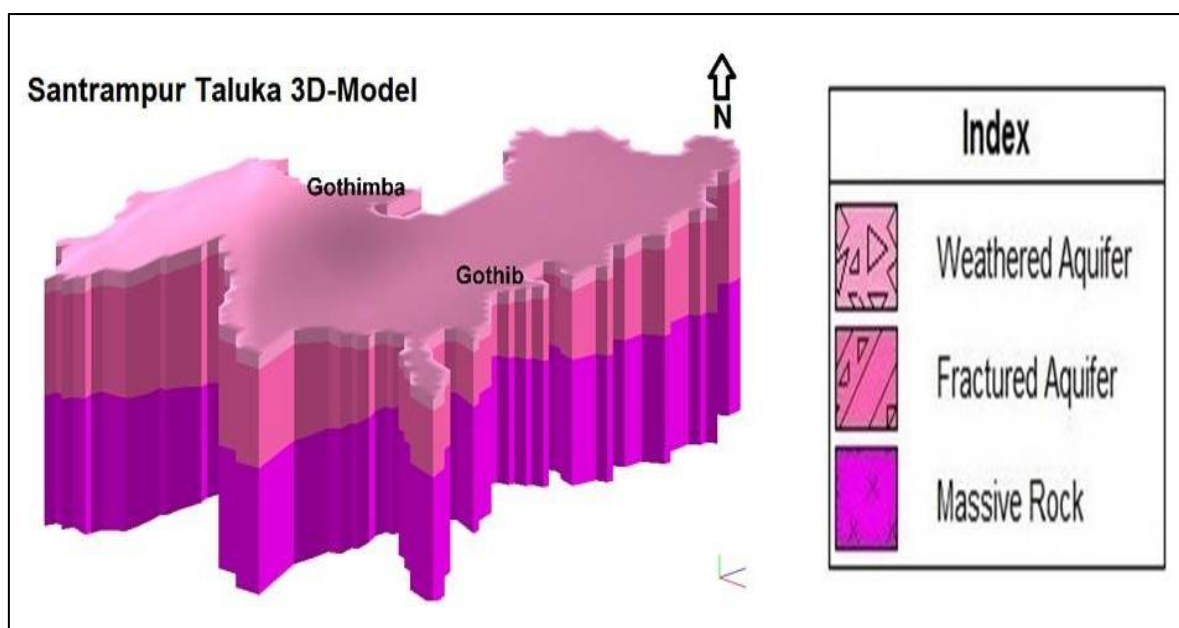 Santrampur Taluka 3D-Model
N
Gothimba
Gothib
Index
Weathered Aquifer
Fractured Aquifer
Massive Rock